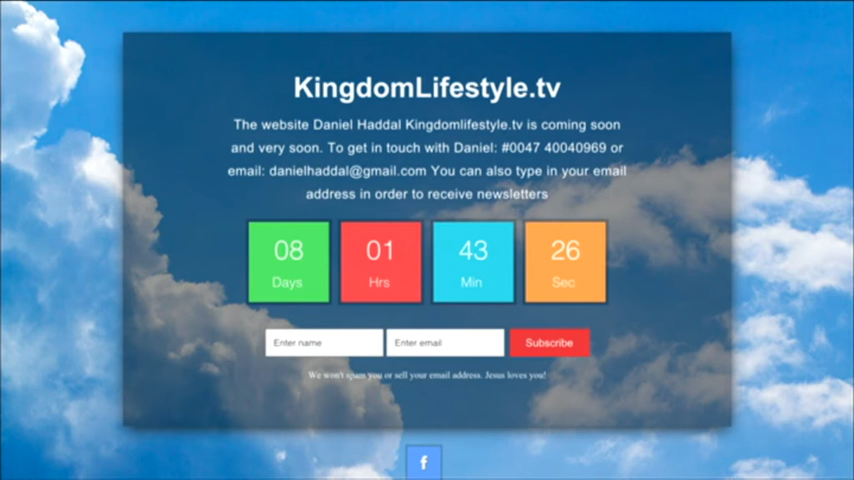 KingdomLifestyle.tv
The website Daniel Haddal Kingdomlifestyle.tv is coming soon
and very soon. To get in touch with Daniel: #0047 40040969 or
email: danielhaddal@gmail.com You can also type in your email
address in order to receive newsletters
08 01 43 26
Days Hrs Min Sec
Enter name Enter email Subscribe
We won't spam you or sell your email address. Jesus loves you!
f